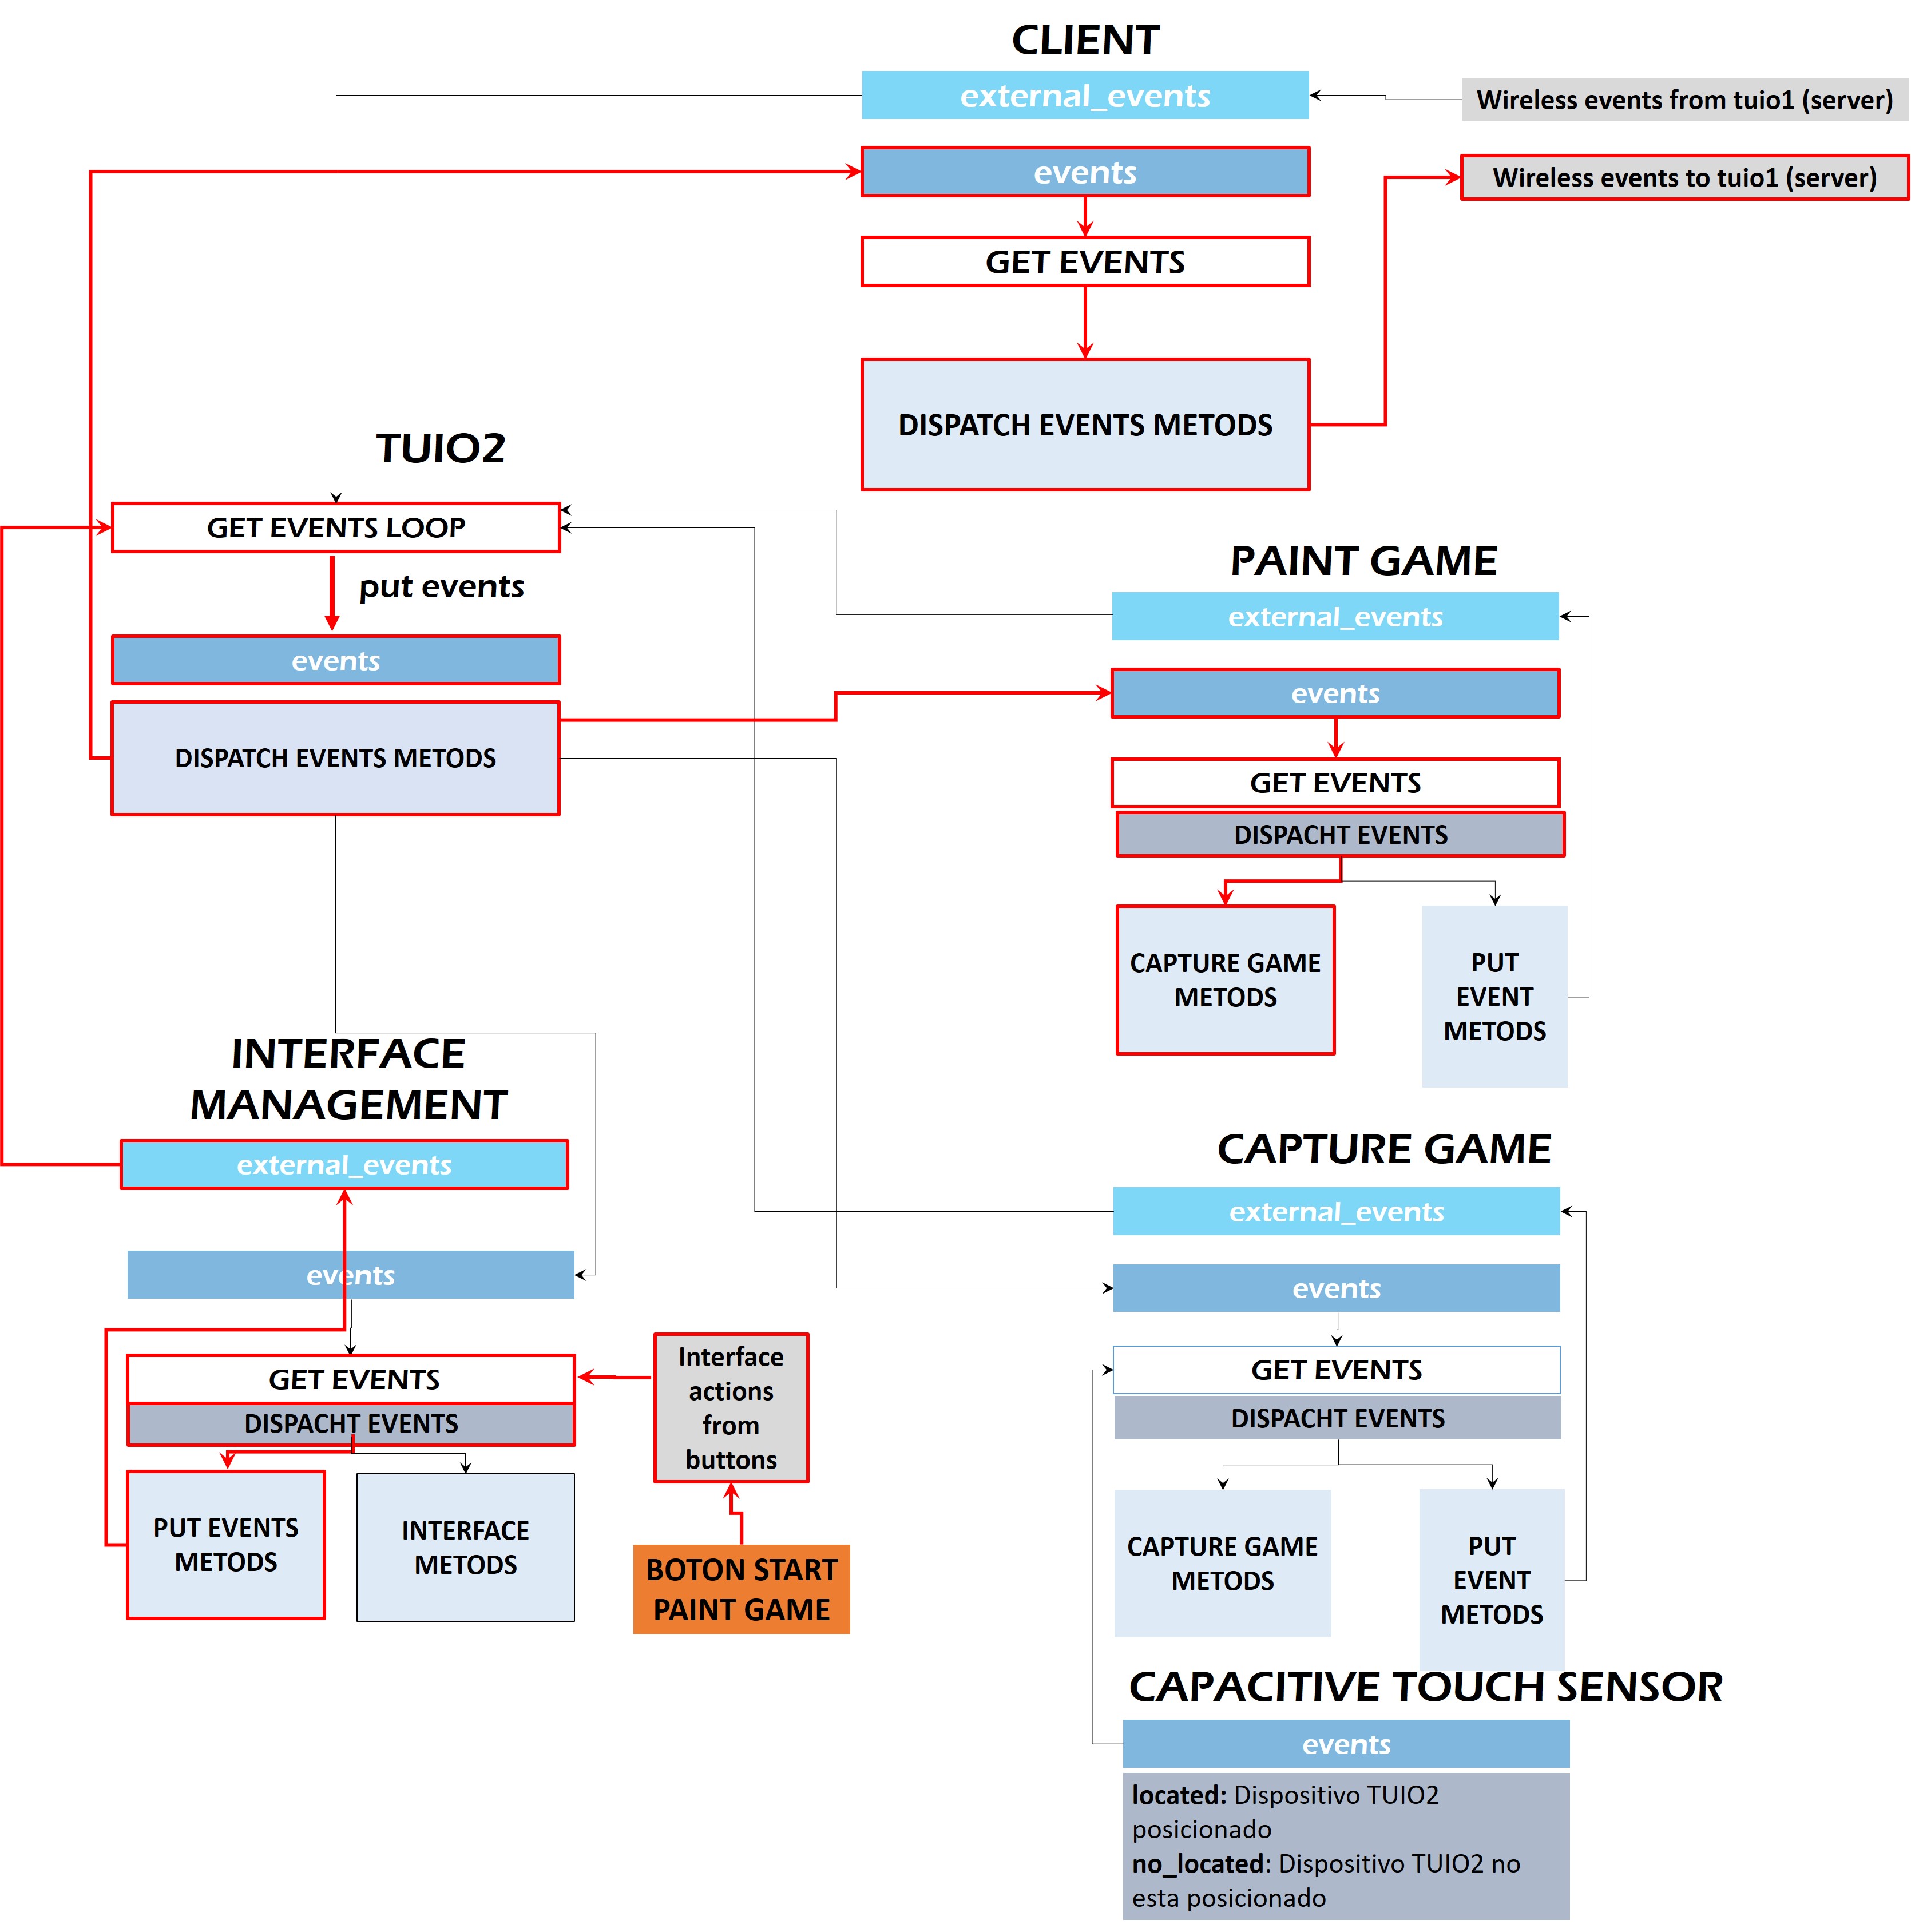 CLIENT
external_events
Wireless events from tuio1 (server)
events
Wireless events to tuio1 (server)
GET EVENTS
DISPATCH EVENTS METODS
TUIO2
GET EVENTS LOOP
put events
events
DISPATCH EVENTS METODS
PAINT GAME
external_events
events
GET EVENTS
DISPACHT EVENTS
CAPTURE GAME
METODS
PUT
EVENT
METODS
INTERFACE
MANAGEMENT
external_events
events
GET EVENTS
DISPACHT EVENTS
PUT EVENTS
METODS
INTERFACE
METODS
Interface
actions
from
buttons
BOTON START
PAINT GAME
CAPTURE GAME
external_events
events
GET EVENTS
DISPACHT EVENTS
CAPTURE GAME
METODS
PUT
EVENT
METODS
CAPACITIVE TOUCH SENSOR
events
located: Dispositivo TUIO2
posicionado
no_located: Dispositivo TUIO2 no
esta posicionado